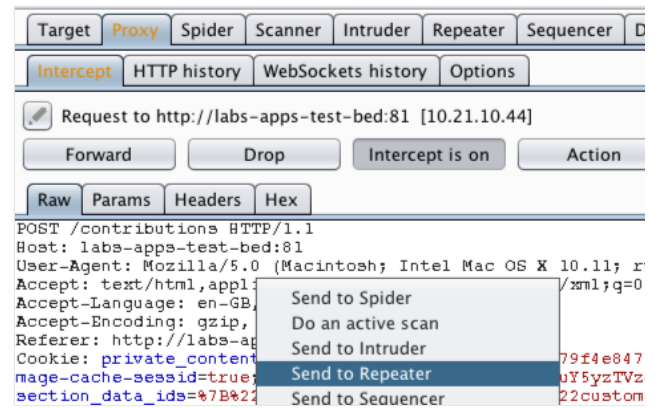 Target Proxy Spider Scanner Intruder Repeater Sequencer D
Intercept HTTP history WebSockets history Options
Request to http://labs-apps-test-bed:81 [10.21.10.44]
Forward Drop Intercept is on Action
Raw Params Headers Hex
POST /contributions HTTP/1.1
Host: labs-apps-test-bed:81
User-Agent: Mozilla/5.0 (Macintosh; Intel Mac OS X 10.11; r
Accept: text/html,appl /xml;q=0
Send to Spider
Accept-Language: en-GB,
Do an active scan
Accept-Encoding: gzip,
Send to Intruder
Referer: http://labs-ap
Cookie: private_content 79f4e847
Send to Repeater
mage-cache-sessid=true; uY5yzTVz
Send to Sequencer
section_data_ids=%7B%22 22custom